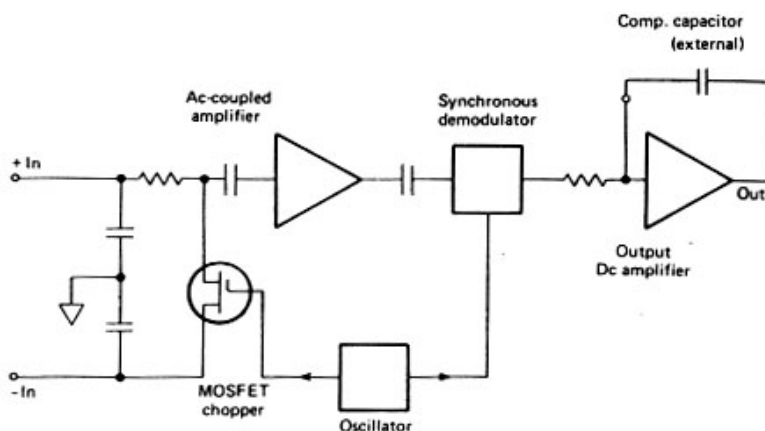 Comp. capacitor
(external)
Ac-coupled
amplifier
Synchronous
demodulator
+ In
Out
Output
Dc amplifier
-In
MOSFET
chopper
Oscillator